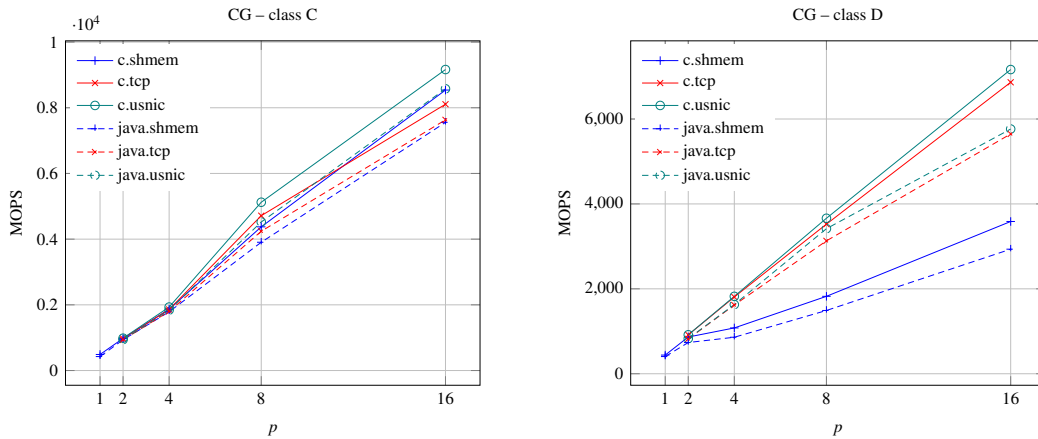 CG – class C
·10⁴
1
0.8
0.6
0.4
0.2
0
MOPS
c.shmem
c.tcp
c.usnic
java.shmem
java.tcp
java.usnic
1 2 4 8 16
p
CG – class D
6,000
4,000
2,000
0
MOPS
c.shmem
c.tcp
c.usnic
java.shmem
java.tcp
java.usnic
1 2 4 8 16
p